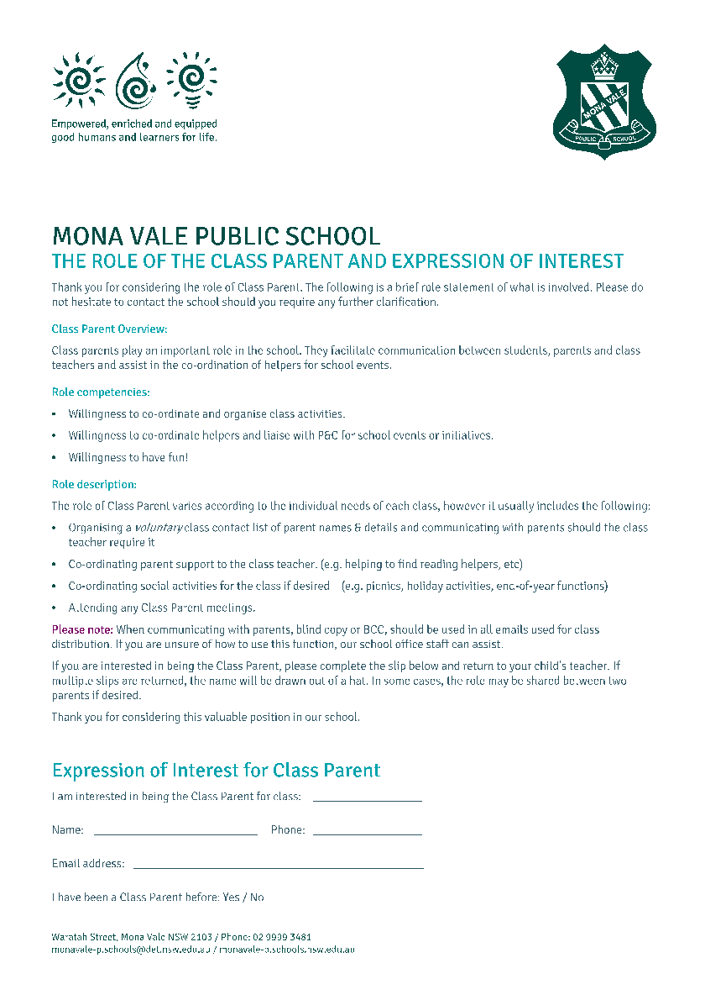 Empowered, enriched and equipped
good humans and learners for life.
MONA VALE
PUBLIC SCHOOL
MONA VALE PUBLIC SCHOOL
THE ROLE OF THE CLASS PARENT AND EXPRESSION OF INTEREST
Thank you for considering the role of Class Parent. The following is a brief role statement of what is involved. Please do
not hesitate to contact the school should you require any further clarification.
Class Parent Overview:
Class parents play an important role in the school. They facilitate communication between students, parents and class
teachers and assist in the co-ordination of helpers for school events.
Role competencies:
• Willingness to co-ordinate and organise class activities.
• Willingness to co-ordinate helpers and liaise with P&C for school events or initiatives.
• Willingness to have fun!
Role description:
The role of Class Parent varies according to the individual needs of each class, however it usually includes the following:
• Organising a voluntary class contact list of parent names & details and communicating with parents should the class
teacher require it
• Co-ordinating parent support to the class teacher. (e.g. helping to find reading helpers, etc)
• Co-ordinating social activities for the class if desired (e.g. picnics, holiday activities, end-of-year functions)
• Attending any Class Parent meetings.
Please note: When communicating with parents, blind copy or BCC, should be used in all emails used for class
distribution. If you are unsure of how to use this function, our school office staff can assist.
If you are interested in being the Class Parent, please complete the slip below and return to your child's teacher. If
multiple slips are returned, the name will be drawn out of a hat. In some cases, the role may be shared between two
parents if desired.
Thank you for considering this valuable position in our school.
Expression of Interest for Class Parent
I am interested in being the Class Parent for class:
Name: Phone:
Email address:
I have been a Class Parent before: Yes / No
Waratah Street, Mona Vale NSW 2103 / Phone: 02 9999 3481
monavale-p.schools@det.nsw.edu.au / monavale-p.schools.nsw.edu.au